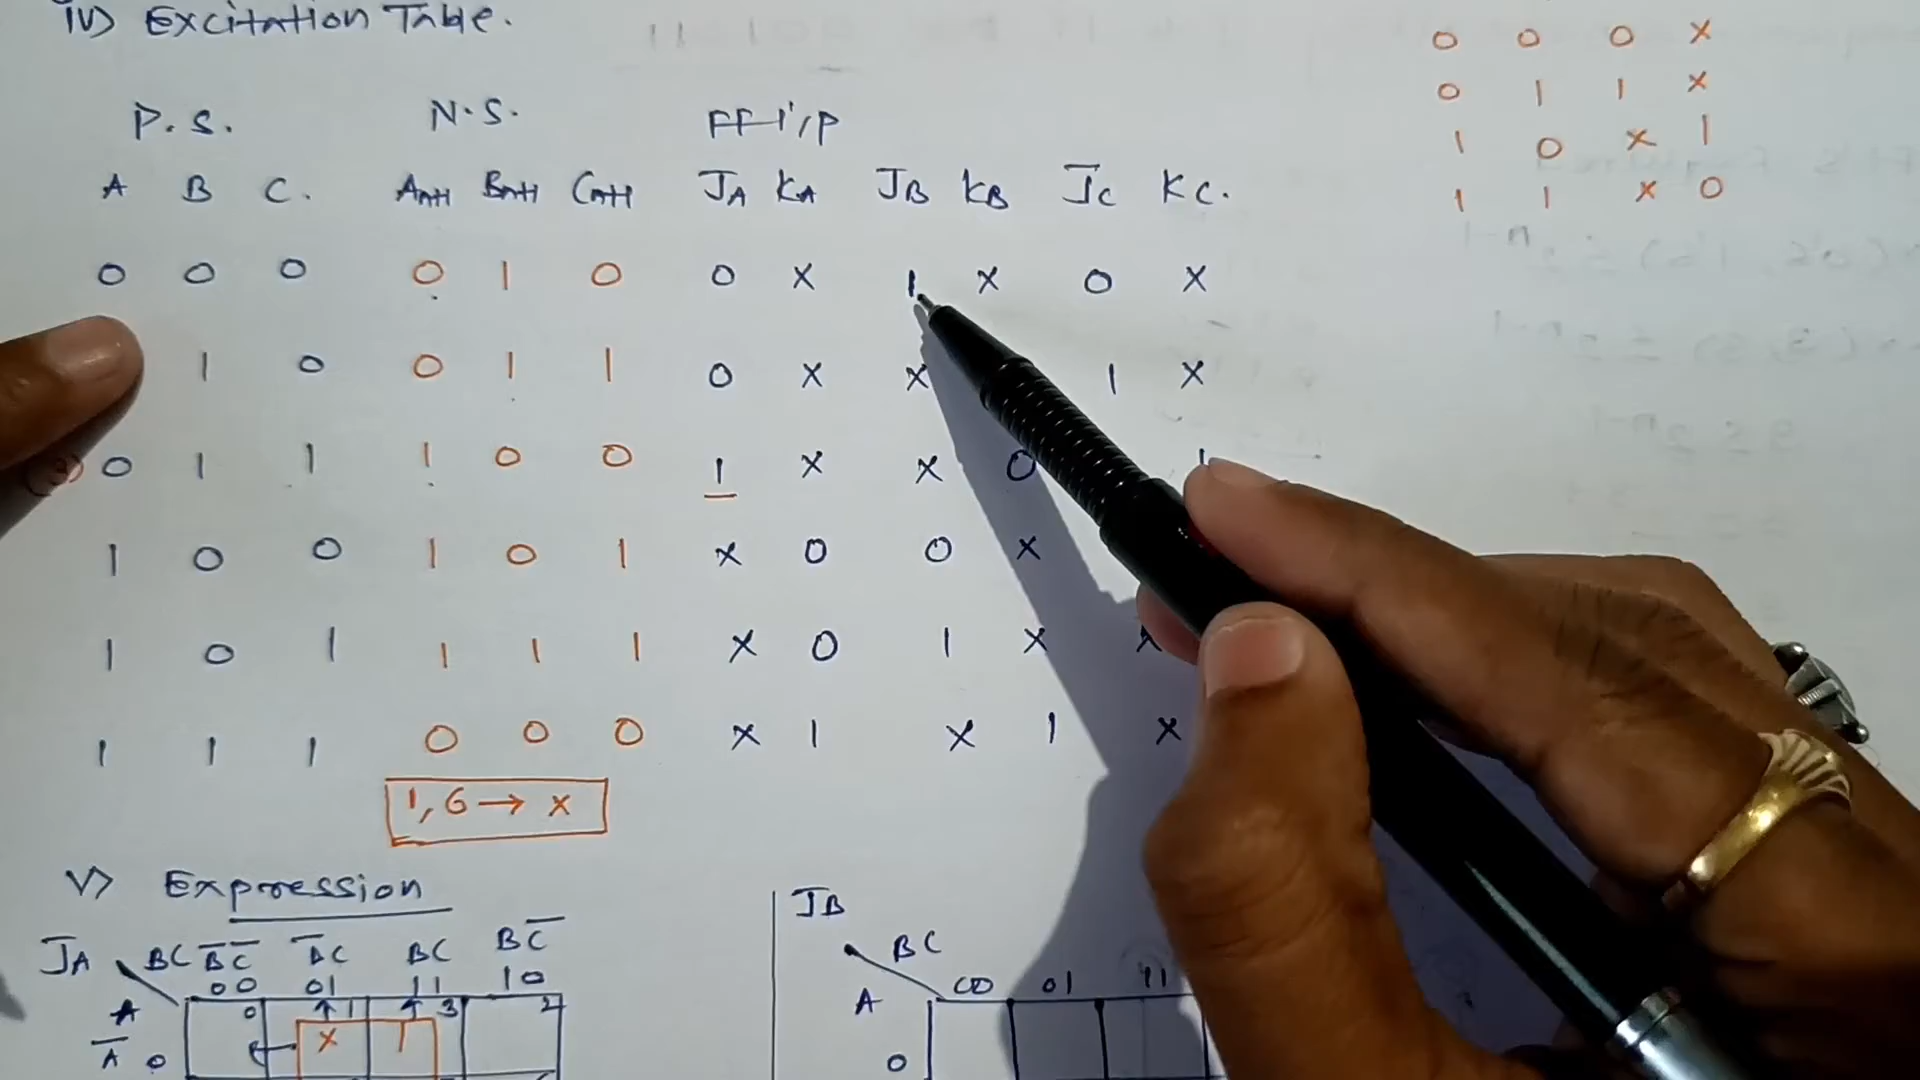 iv) Excitation Table.
0 0 0 x
0 1 1 x
1 0 x 1
1 1 x 0
P.S. N.S. FF i/p
A B C. An+1 Bn+1 Cn+1 JA KA JB KB JC KC.
0 0 0 0 1 0 0 x 1 x 0 x
1 0 0 1 1 0 x x 1 x
(3) 0 1 1 1 0 0 1 x x 0 1
1 0 0 1 0 1 x 0 0 x
1 0 1 1 1 1 x 0 1 x x
1 1 1 0 0 0 x 1 x 1 x
1, 6 → x
V) Expression
JA BC B̅C̅ B̅C BC BC̅
00 01 11 10
A 0 1 3 2
A̅ 0 x 1
JB
BC
A 00 01 11
0